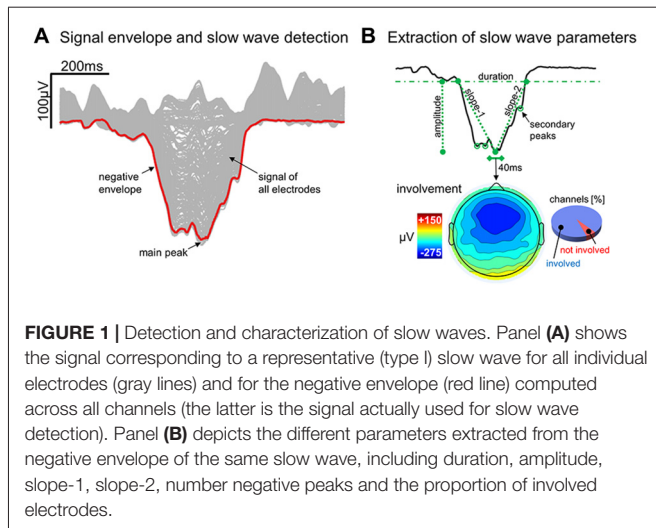 A Signal envelope and slow wave detection
200ms
100µV
negative
envelope
signal of
all electrodes
main peak
B Extraction of slow wave parameters
duration
amplitude
slope-1
slope-2
secondary
peaks
40ms
involvement
channels [%]
+150
µV
-275
not involved
involved
FIGURE 1 | Detection and characterization of slow waves. Panel (A) shows
the signal corresponding to a representative (type I) slow wave for all individual
electrodes (gray lines) and for the negative envelope (red line) computed
across all channels (the latter is the signal actually used for slow wave
detection). Panel (B) depicts the different parameters extracted from the
negative envelope of the same slow wave, including duration, amplitude,
slope-1, slope-2, number negative peaks and the proportion of involved
electrodes.